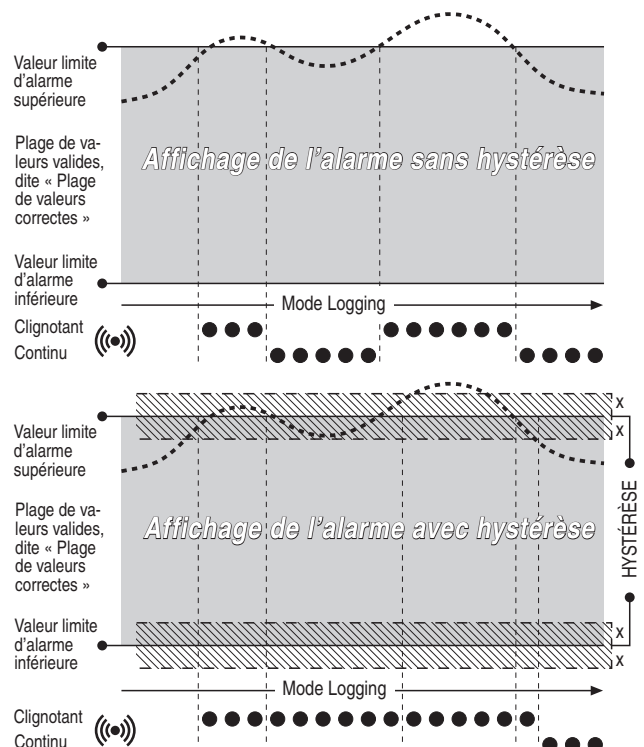 Valeur limite
d'alarme
supérieure
Plage de va-
leurs valides,
dite « Plage
de valeurs
correctes »
Affichage de l'alarme sans hystérèse
Valeur limite
d'alarme
inférieure
Mode Logging
Clignotant
Continu
x
x
Valeur limite
d'alarme
supérieure
Plage de va-
leurs valides,
dite « Plage
de valeurs
correctes »
Affichage de l'alarme avec hystérèse
HYSTÉRÈSE
Valeur limite
d'alarme
inférieure
x
x
Mode Logging
Clignotant
Continu